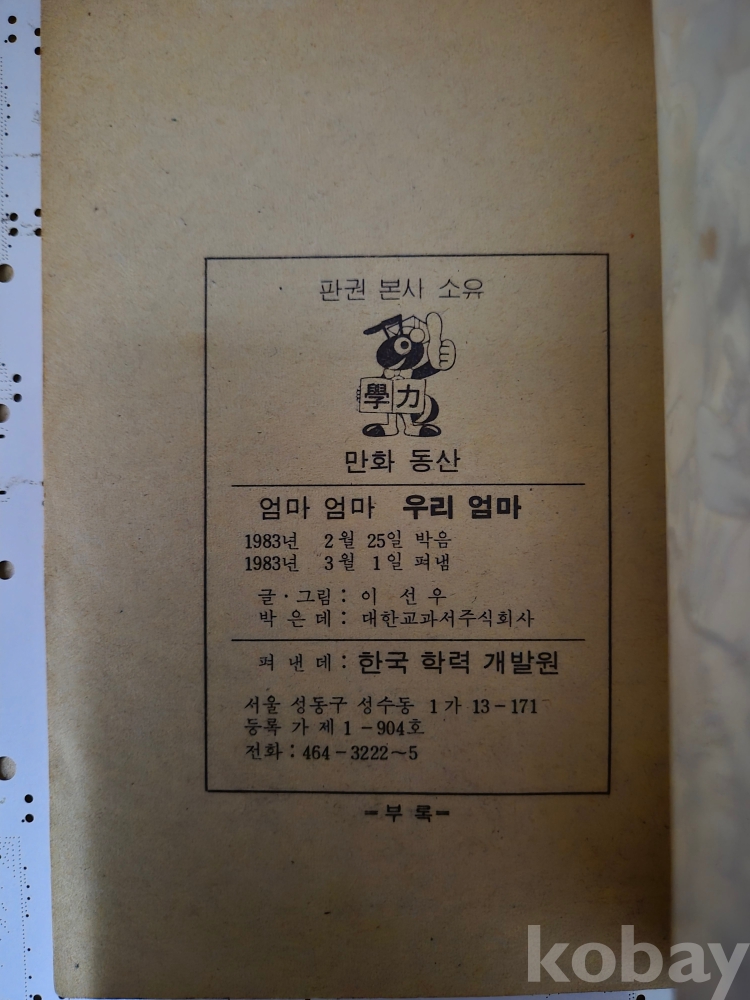 판권 본사 소유
學力
만화 동산
엄마 엄마 우리 엄마
1983년 2월 25일 박음
1983년 3월 1일 펴냄
글·그림 : 이 선 우
박 은 데 : 대한교과서주식회사
펴 낸 데 : 한국 학력 개발원
서울 성동구 성수동 1가 13-171
등록 가 제 1-904호
전화 : 464-3222~5
-부 록-
kobay